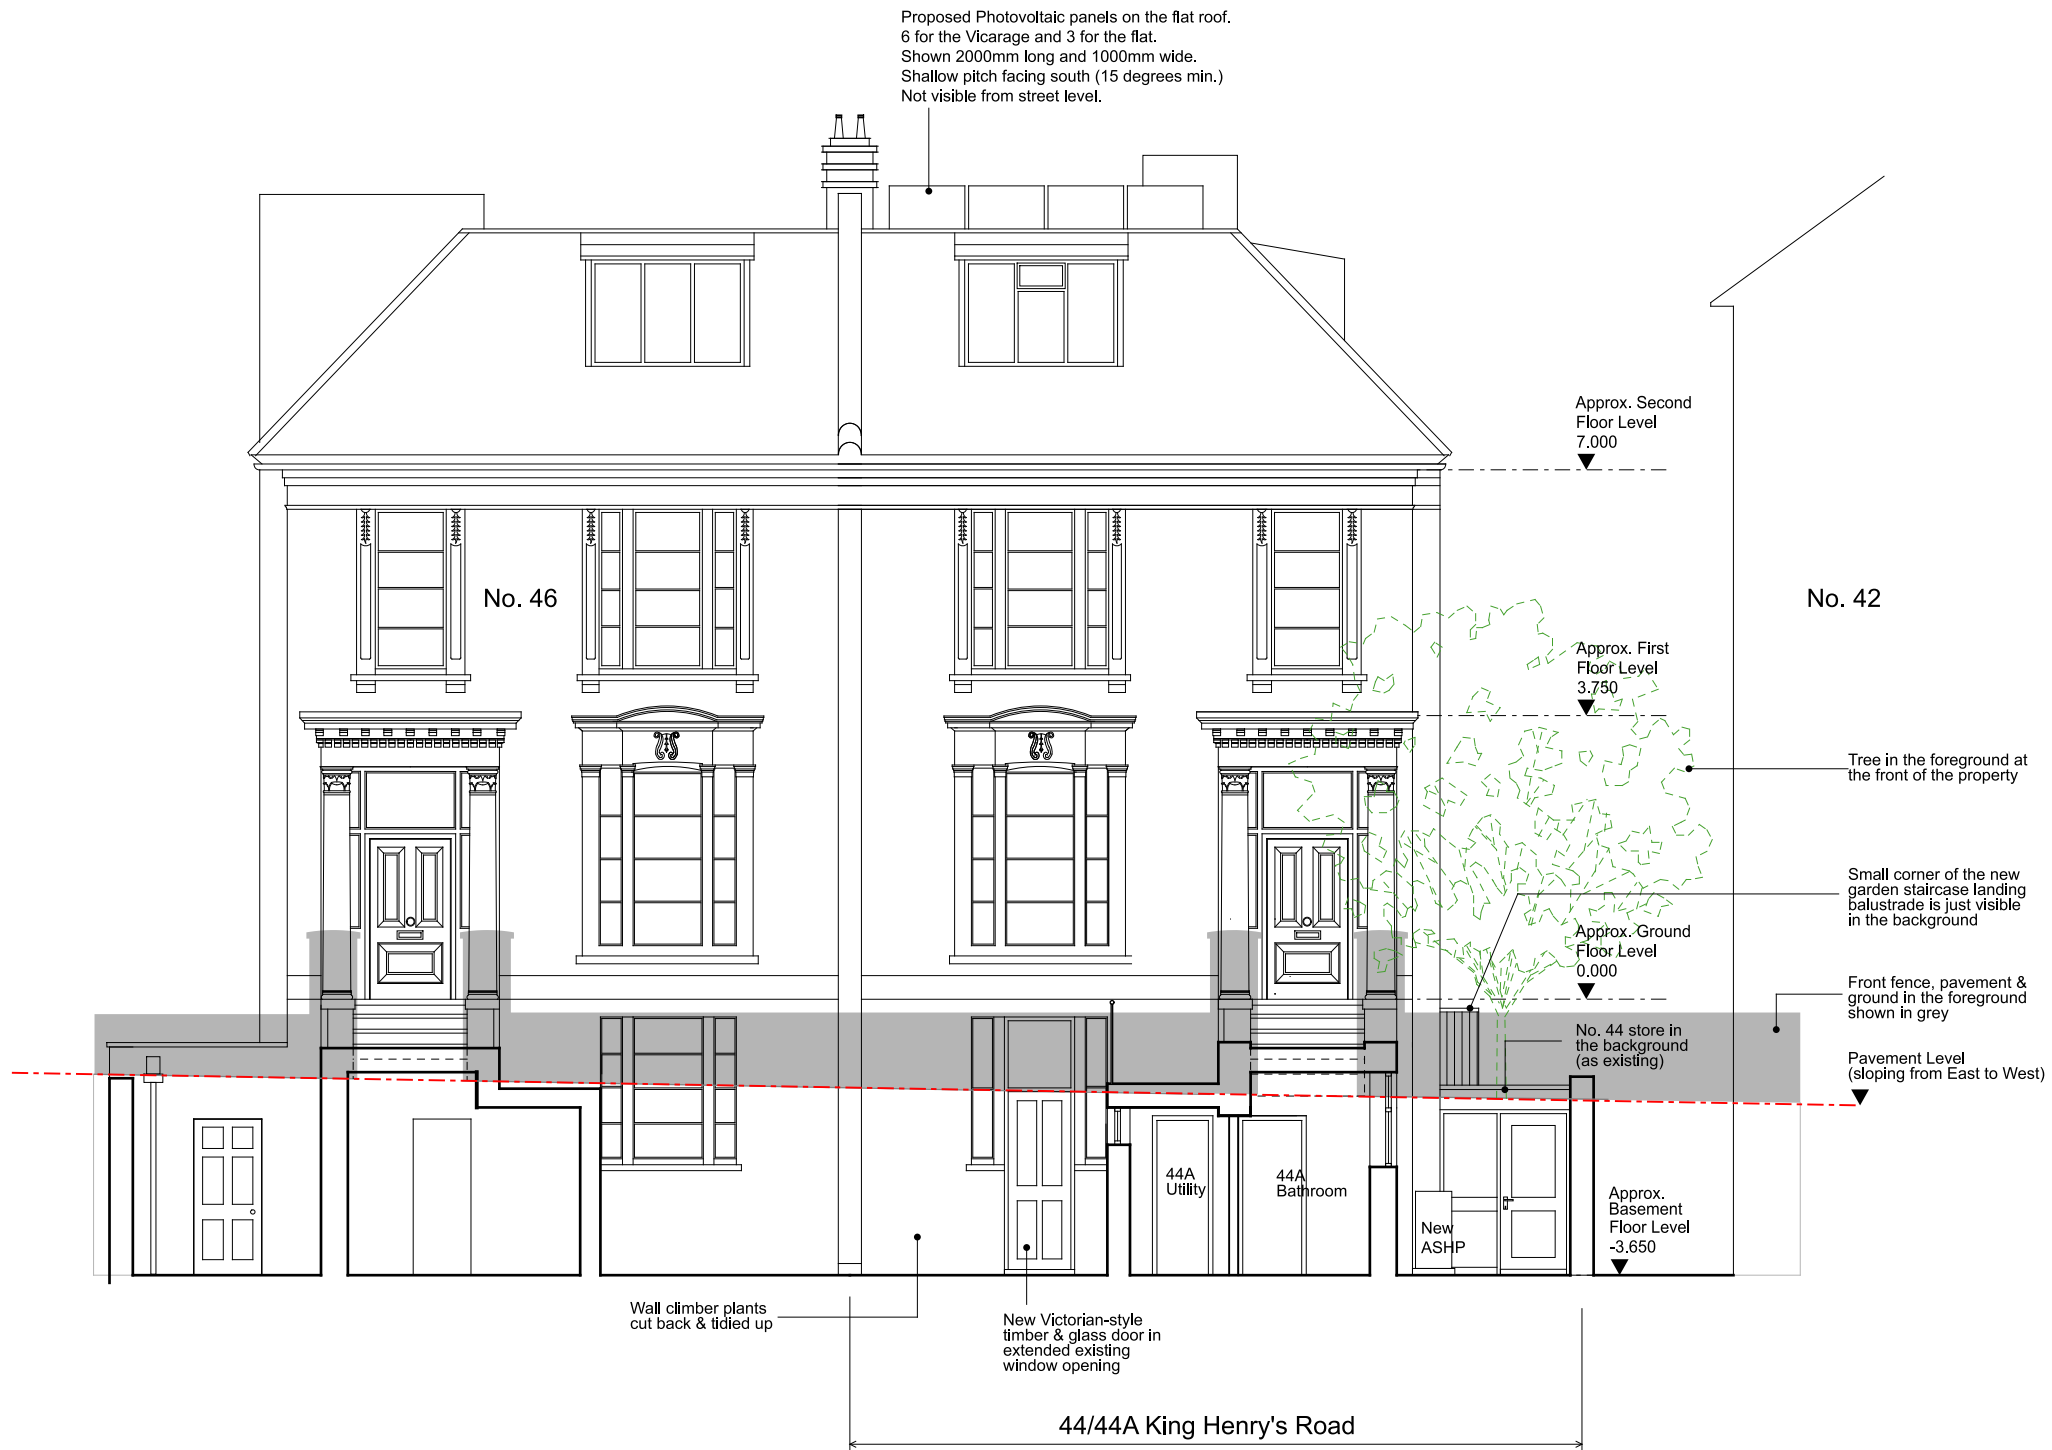 Proposed Photovoltaic panels on the flat roof.
6 for the Vicarage and 3 for the flat.
Shown 2000mm long and 1000mm wide.
Shallow pitch facing south (15 degrees min.)
Not visible from street level.
Approx. Second
Floor Level
7.000
No. 46
No. 42
Approx. First
Floor Level
3.750
Tree in the foreground at
the front of the property
Small corner of the new
garden staircase landing
balustrade is just visible
in the background
Approx. Ground
Floor Level
0.000
Front fence, pavement &
ground in the foreground
shown in grey
No. 44 store in
the background
(as existing)
Pavement Level
(sloping from East to West)
44A
Utility
44A
Bathroom
New
ASHP
Approx.
Basement
Floor Level
-3.650
Wall climber plants
cut back & tidied up
New Victorian-style
timber & glass door in
extended existing
window opening
44/44A King Henry's Road